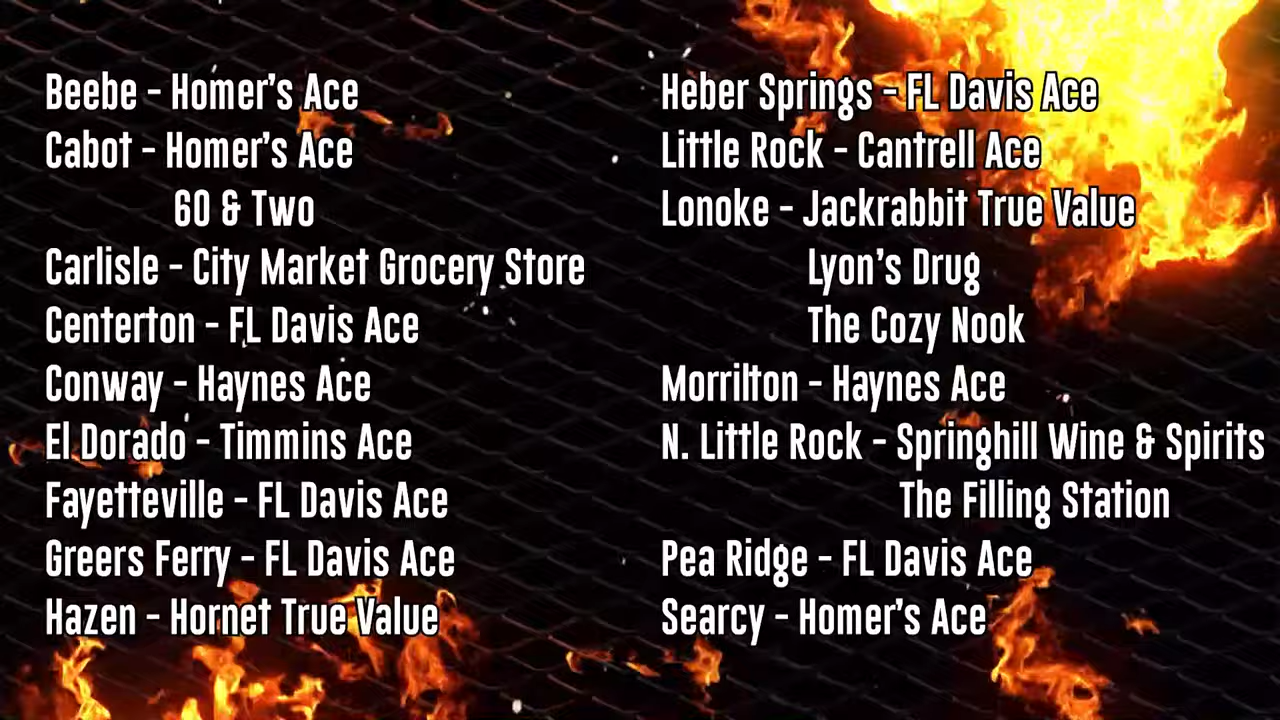 Beebe - Homer's Ace
Cabot - Homer's Ace
60 & Two
Carlisle - City Market Grocery Store
Centerton - FL Davis Ace
Conway - Haynes Ace
El Dorado - Timmins Ace
Fayetteville - FL Davis Ace
Greers Ferry - FL Davis Ace
Hazen - Hornet True Value
Heber Springs - FL Davis Ace
Little Rock - Cantrell Ace
Lonoke - Jackrabbit True Value
Lyon's Drug
The Cozy Nook
Morrilton - Haynes Ace
N. Little Rock - Springhill Wine & Spirits
The Filling Station
Pea Ridge - FL Davis Ace
Searcy - Homer's Ace